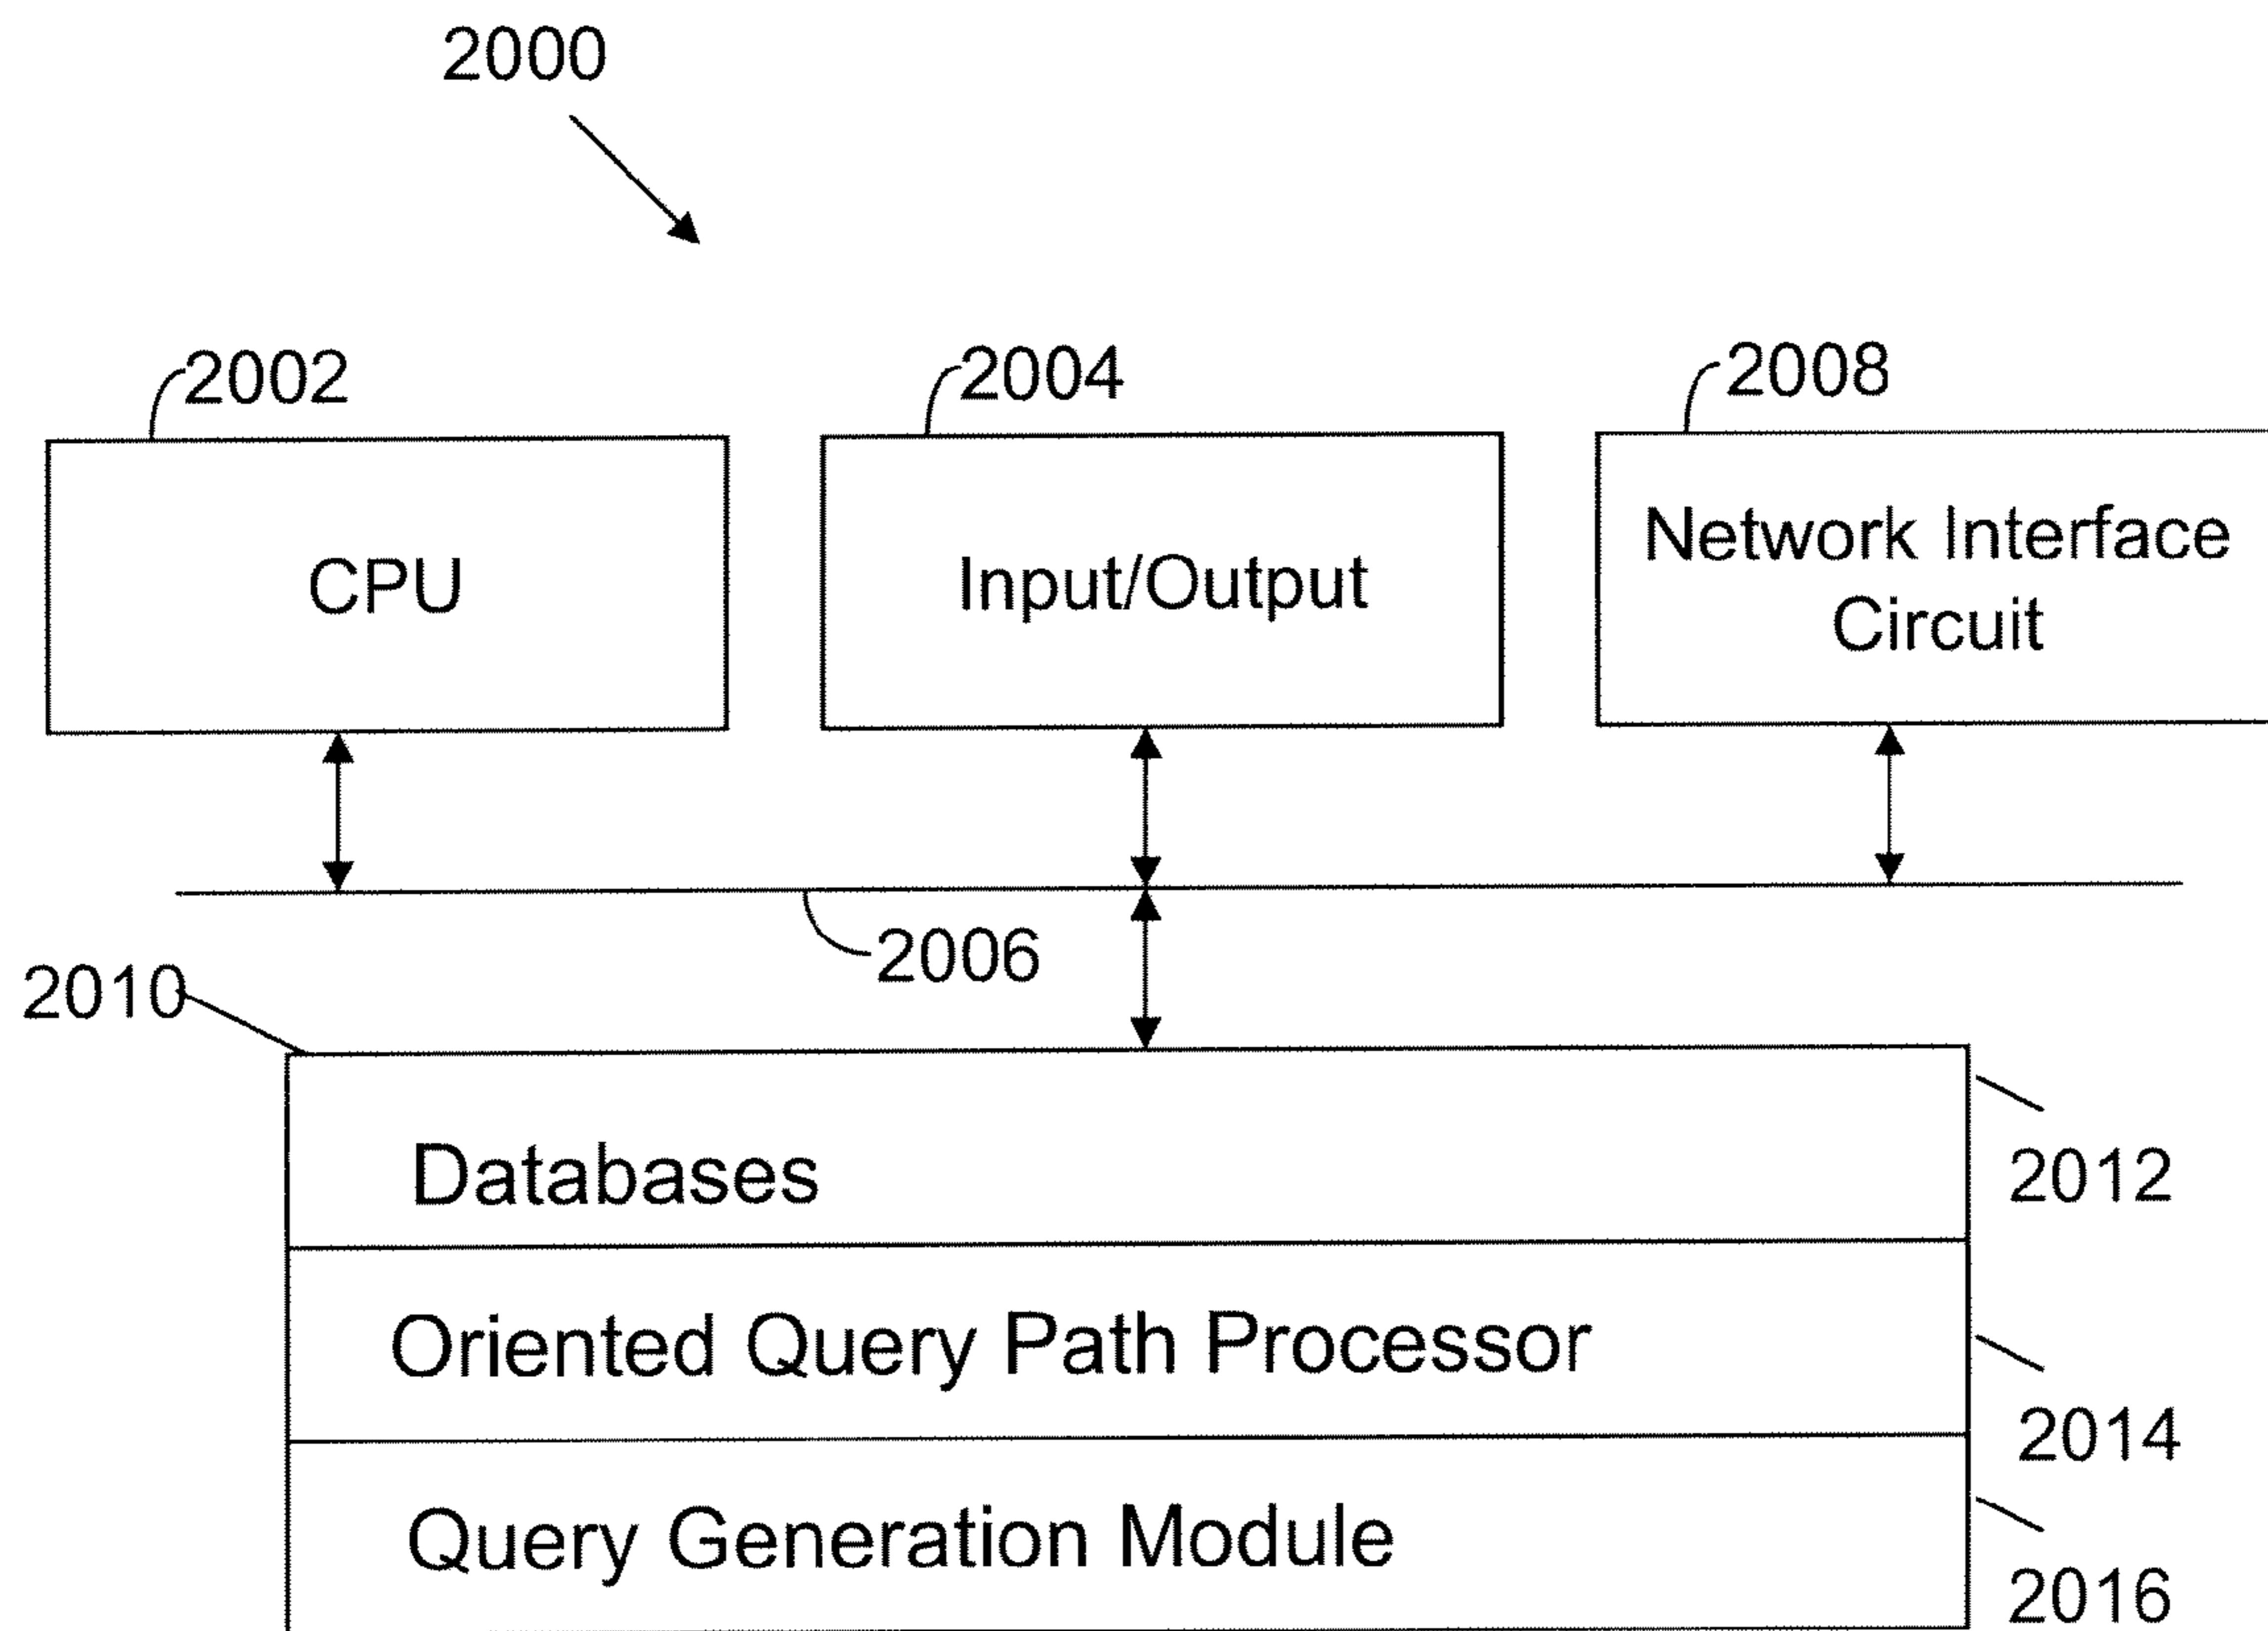 2000
2002
2004
2008
CPU
Input/Output
Network Interface
Circuit
2006
2010
Databases
2012
Oriented Query Path Processor
2014
Query Generation Module
2016